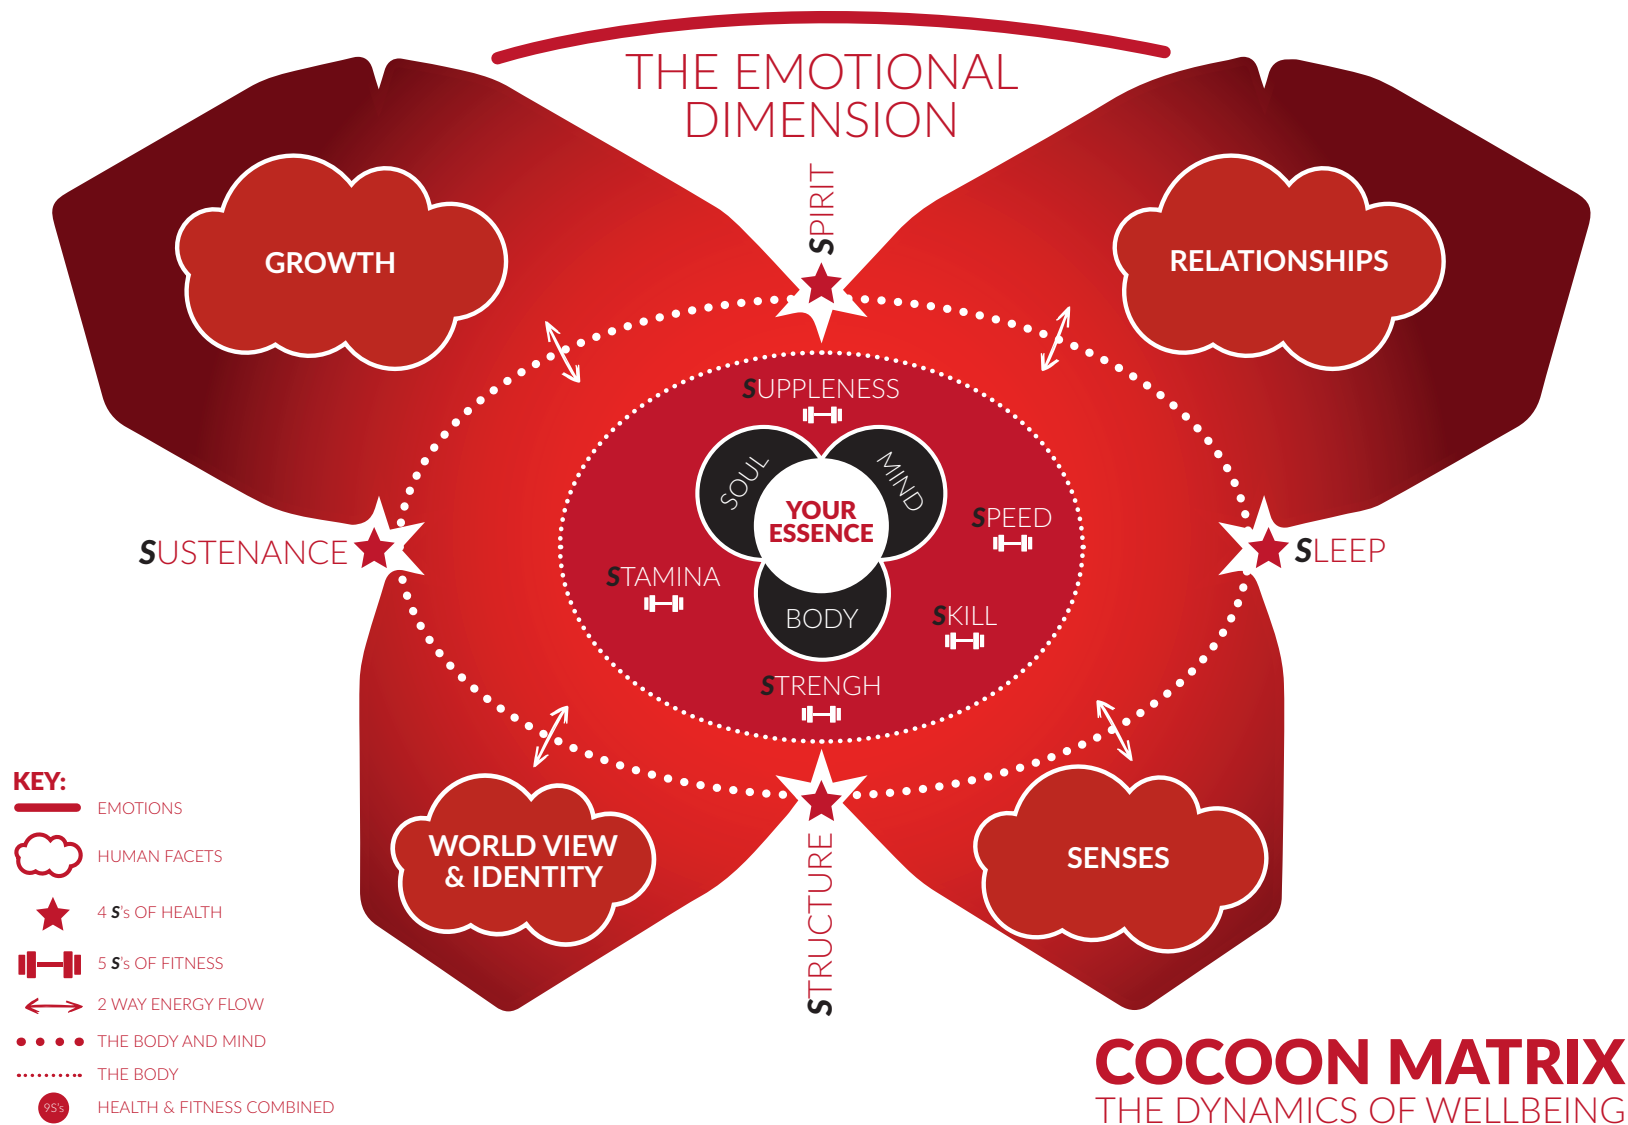 THE EMOTIONAL
DIMENSION
SPIRIT
GROWTH
RELATIONSHIPS
SUPPLENESS
SOUL
MIND
YOUR
ESSENCE
SPEED
SUSTENANCE
SLEEP
STAMINA
BODY
SKILL
STRENGH
WORLD VIEW
& IDENTITY
SENSES
STRUCTURE
KEY:
EMOTIONS
HUMAN FACETS
4 S's OF HEALTH
5 S's OF FITNESS
2 WAY ENERGY FLOW
THE BODY AND MIND
THE BODY
9S's HEALTH & FITNESS COMBINED
COCOON MATRIX
THE DYNAMICS OF WELLBEING